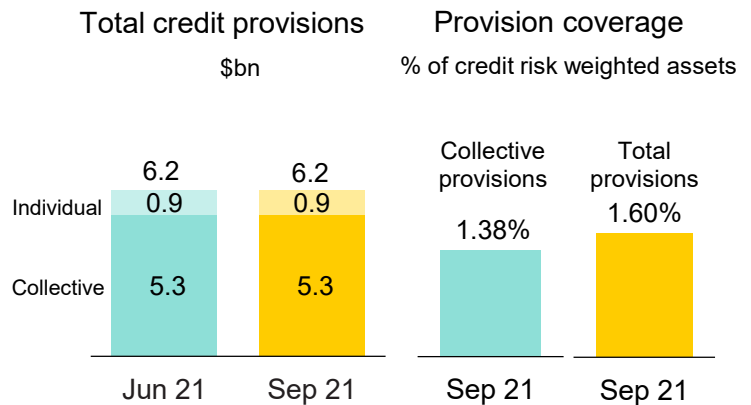 Total credit provisions
$bn
6.2
6.2
Individual
0.9
0.9
Collective
5.3
5.3
Jun 21
Sep 21
Provision coverage
% of credit risk weighted assets
Collective
provisions
1.38%
Total
provisions
1.60%
Sep 21
Sep 21